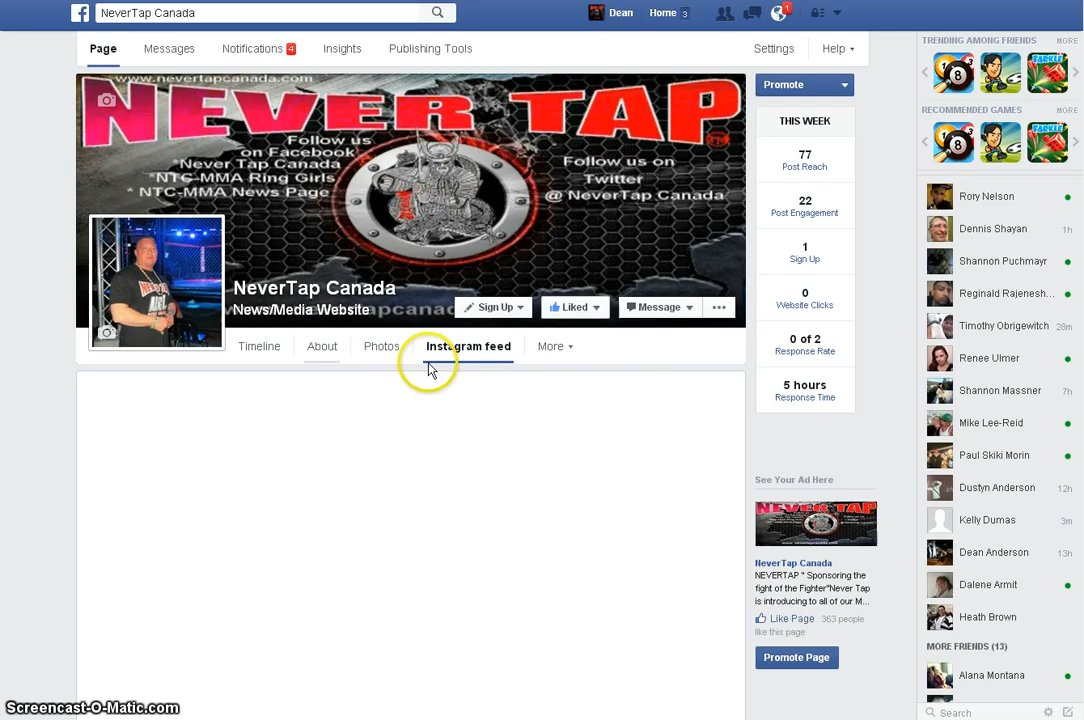 NeverTap Canada
Dean
Home 3
1
Page
Messages
Notifications 4
Insights
Publishing Tools
Settings
Help
www.nevertapcanada.com
NEVER TAP
Follow us
on Facebook
*Never Tap Canada
*NTC-MMA Ring Girls
* NTC-MMA News Page
Follow us on
Twitter
@ NeverTap Canada
NeverTap Canada
News/Media Website
Sign Up
Liked
Message
Timeline
About
Photos
Instagram feed
More
Promote
THIS WEEK
77
Post Reach
22
Post Engagement
1
Sign Up
0
Website Clicks
0 of 2
Response Rate
5 hours
Response Time
See Your Ad Here
NEVER TAP
NeverTap Canada
NEVERTAP " Sponsoring the
fight of the Fighter"Never Tap
is introducing to all of our M...
Like Page · 363 people
like this page
Promote Page
TRENDING AMONG FRIENDS MORE
RECOMMENDED GAMES MORE
Rory Nelson
Dennis Shayan 1h
Shannon Puchmayr
Reginald Rajenesh...
Timothy Obrigewitch 28m
Renee Ulmer
Shannon Massner 7h
Mike Lee-Reid
Paul Skiki Morin
Dustyn Anderson 12h
Kelly Dumas 3m
Dean Anderson 13h
Dalene Armit
Heath Brown
MORE FRIENDS (13)
Alana Montana
Search
Screencast-O-Matic.com